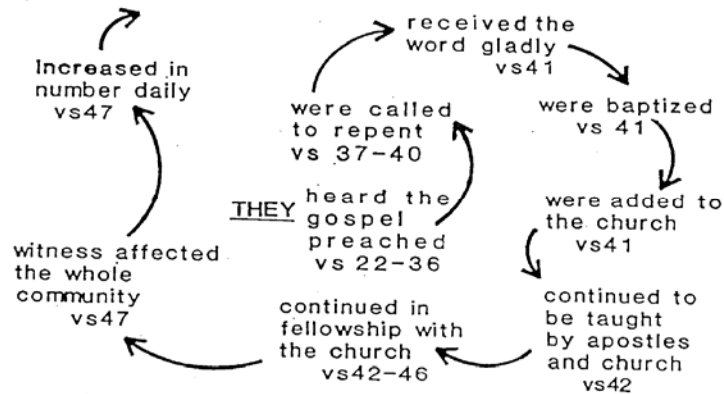 THEY
heard the
gospel
preached
vs 22-36
were called
to repent
vs 37-40
received the
word gladly
vs41
were baptized
vs 41
were added to
the church
vs41
continued to
be taught
by apostles
and church
vs42
continued in
fellowship with
the church
vs42-46
witness affected
the whole
community
vs47
Increased in
number daily
vs47